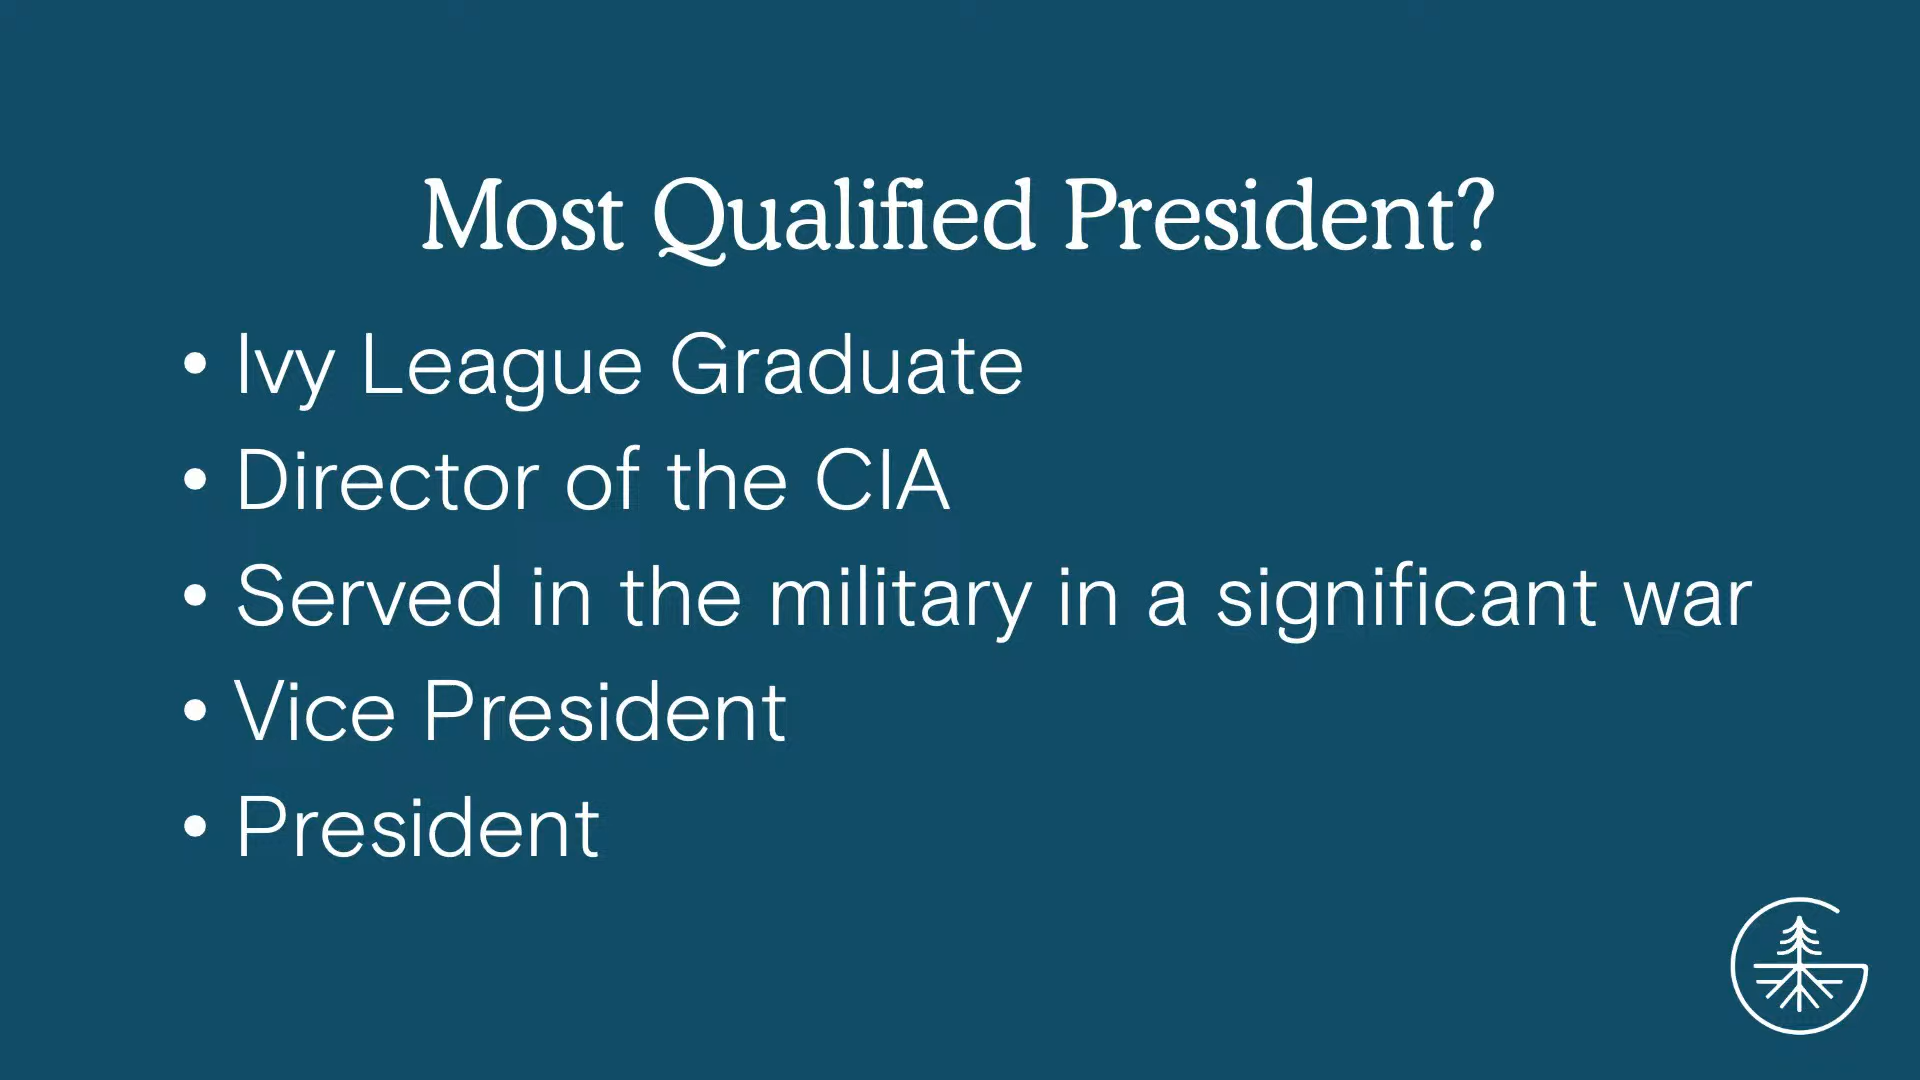 Most Qualified President?
• Ivy League Graduate
• Director of the CIA
• Served in the military in a significant war
• Vice President
• President